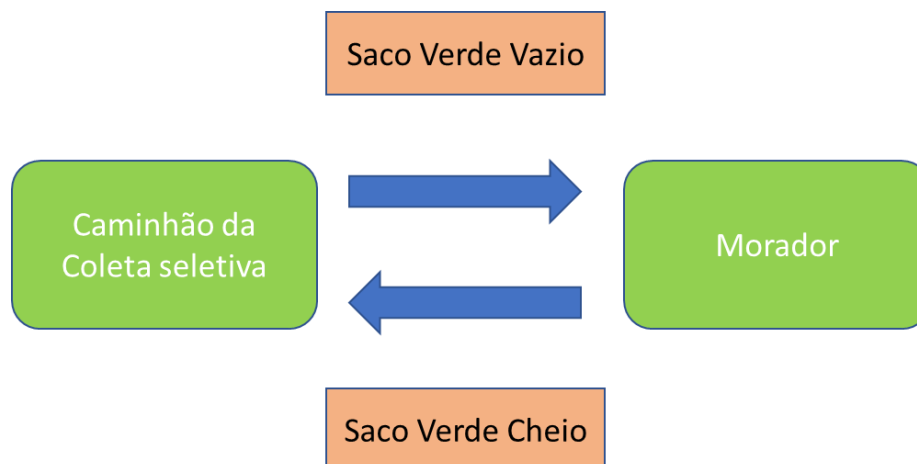 Saco Verde Vazio
Caminhão da
Coleta seletiva
Morador
Saco Verde Cheio